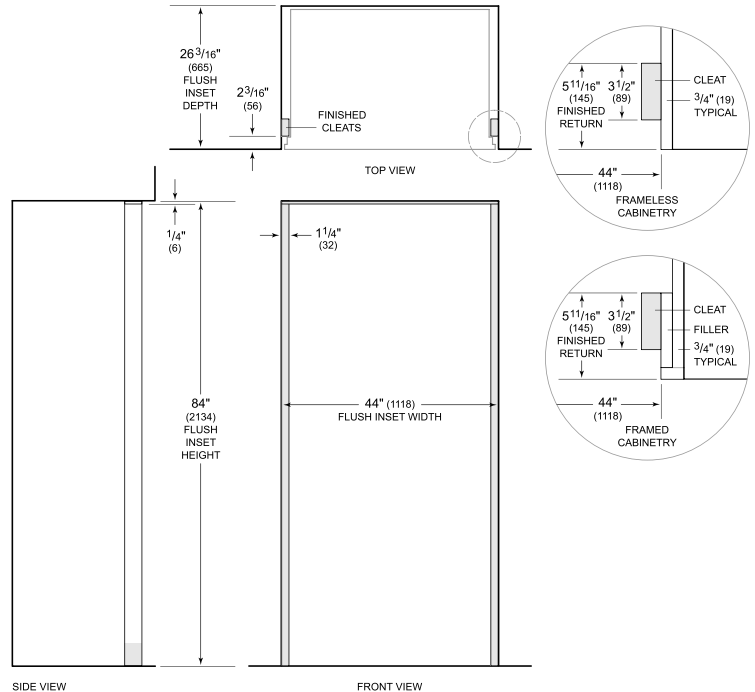 26 3/16"
(665)
FLUSH
INSET
DEPTH
2 3/16"
(56)
FINISHED
CLEATS
TOP VIEW
5 11/16"
(145)
FINISHED
RETURN
3 1/2"
(89)
CLEAT
3/4" (19)
TYPICAL
44"
(1118)
FRAMELESS
CABINETRY
1/4"
(6)
1 1/4"
(32)
84"
(2134)
FLUSH
INSET
HEIGHT
44" (1118)
FLUSH INSET WIDTH
5 11/16"
(145)
FINISHED
RETURN
3 1/2"
(89)
CLEAT
FILLER
3/4" (19)
TYPICAL
44"
(1118)
FRAMED
CABINETRY
SIDE VIEW
FRONT VIEW